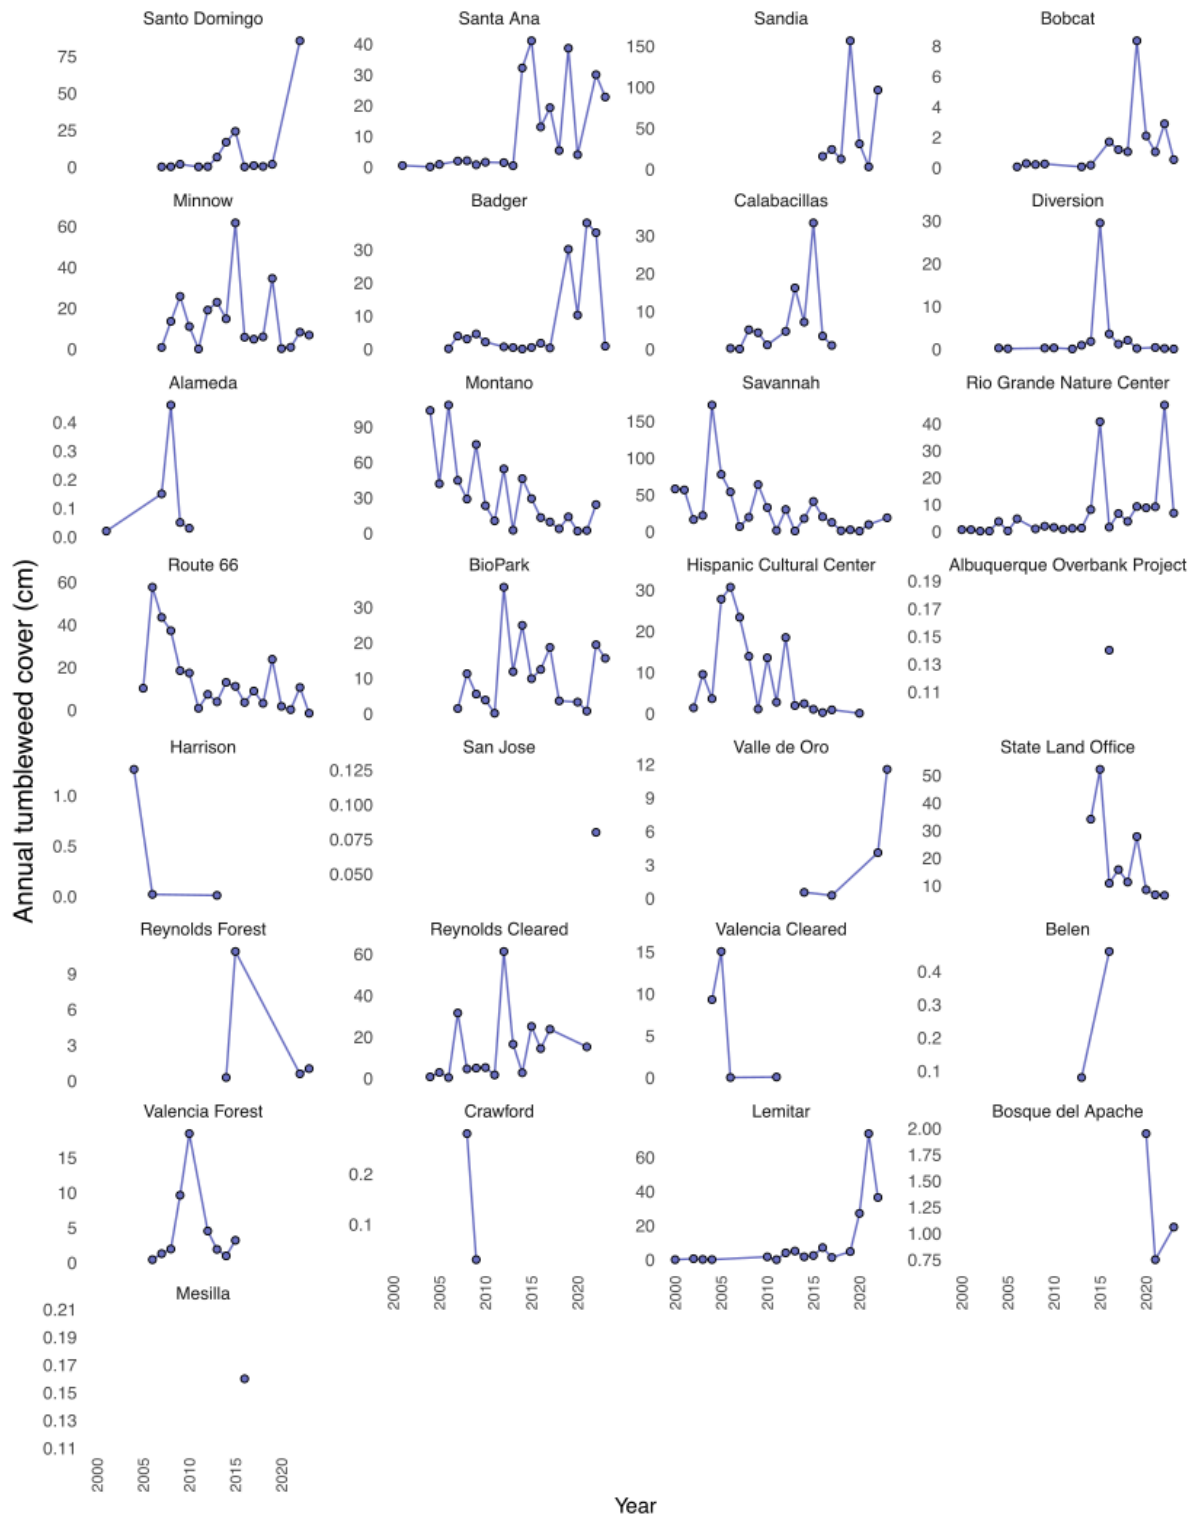 Santo Domingo Santa Ana Sandia Bobcat
75 50 25 0
40 30 20 10 0
150 100 50 0
8 6 4 2 0
Minnow Badger Calabacillas Diversion
60 40 20 0
30 20 10 0
30 20 10 0
30 20 10 0
Alameda Montano Savannah Rio Grande Nature Center
0.4 0.3 0.2 0.1 0.0
90 60 30 0
150 100 50 0
40 30 20 10 0
Route 66 BioPark Hispanic Cultural Center Albuquerque Overbank Project
60 40 20 0
30 20 10 0
30 20 10 0
0.19 0.17 0.15 0.13 0.11
Harrison San Jose Valle de Oro State Land Office
1.0 0.5 0.0
0.125 0.100 0.075 0.050
12 9 6 3 0
50 40 30 20 10
Reynolds Forest Reynolds Cleared Valencia Cleared Belen
9 6 3 0
60 40 20 0
15 10 5 0
0.4 0.3 0.2 0.1
Valencia Forest Crawford Lemitar Bosque del Apache
15 10 5 0
0.2 0.1
60 40 20 0
2.00 1.75 1.50 1.25 1.00 0.75
2000 2005 2010 2015 2020
2000 2005 2010 2015 2020
2000 2005 2010 2015 2020
Mesilla
0.21 0.19 0.17 0.15 0.13 0.11
2000 2005 2010 2015 2020
Annual tumbleweed cover (cm)
Year